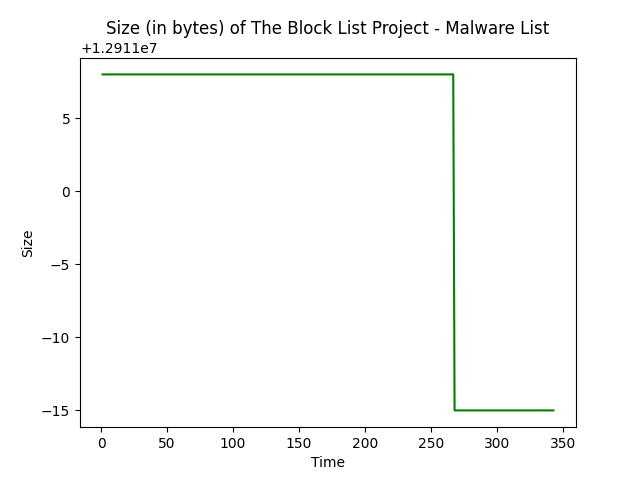 Size (in bytes) of The Block List Project - Malware List
+1.2911e7
5
0
−5
−10
−15
Size
0 50 100 150 200 250 300 350
Time